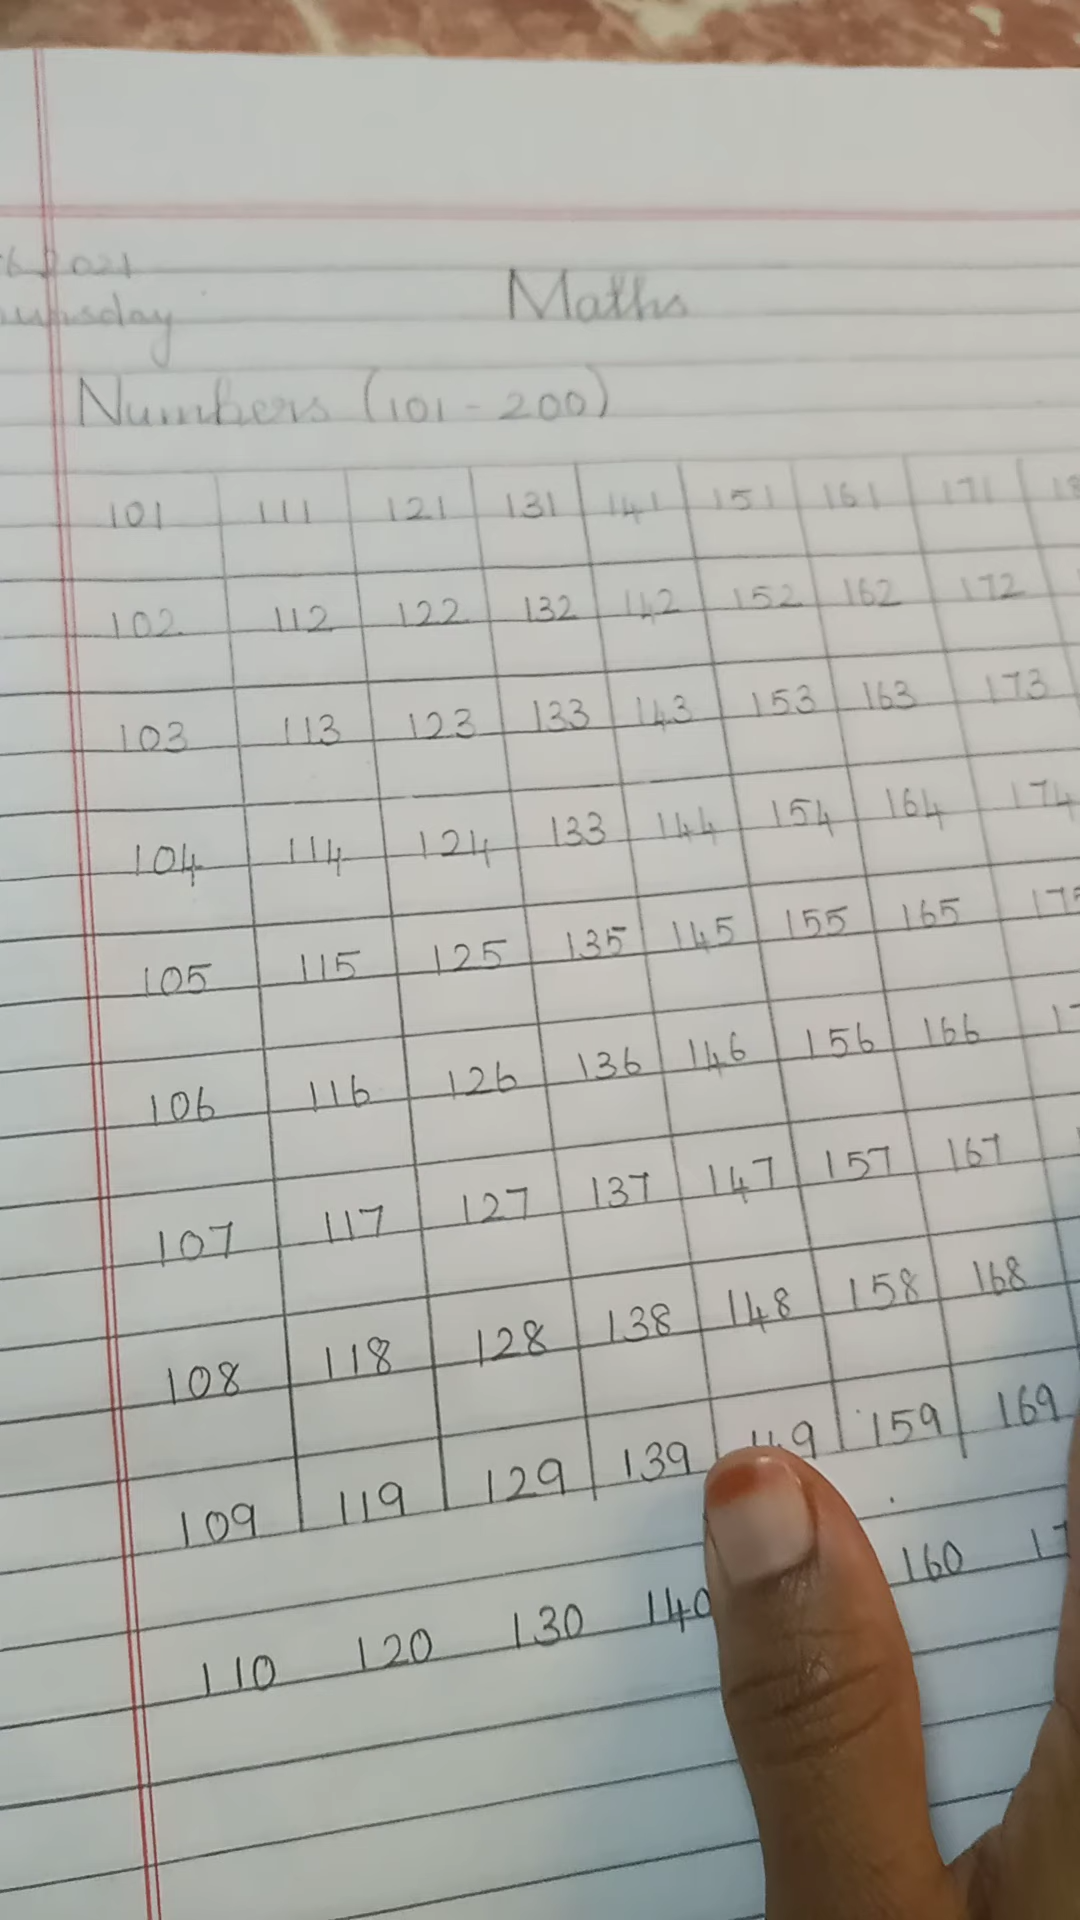 2021
Maths
Numbers (101-200)
101 111 121 131 141 151 161 171
102 112 122 132 142 152 162 172
103 113 123 133 143 153 163 173
104 114 124 133 144 154 164 174
105 115 125 135 145 155 165
106 116 126 136 146 156 166
107 117 127 137 147 157 167
108 118 128 138 148 158 168
109 119 129 139 149 159 169
110 120 130 140 160